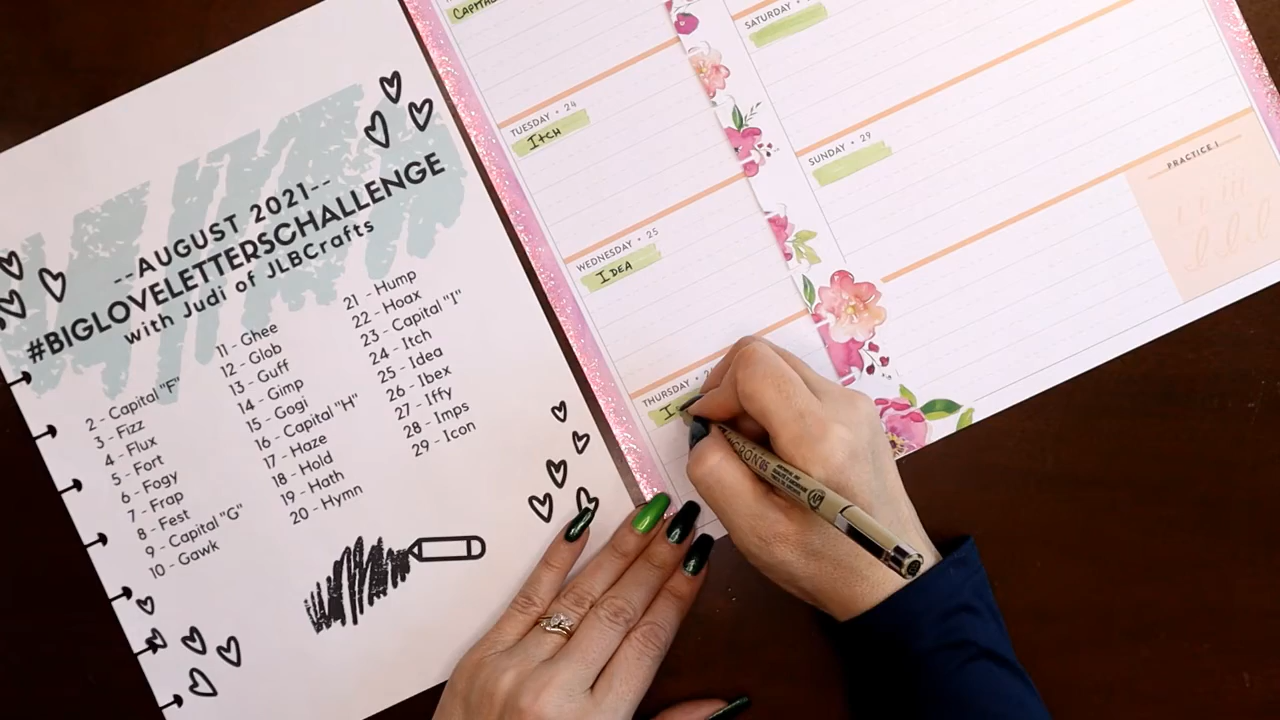 --AUGUST 2021--
#BIGLOVELETTERSCHALLENGE
with Judi of JLBCrafts
2 - Capital "F"
3 - Fizz
4 - Flux
5 - Fort
6 - Fogy
7 - Frap
8 - Fest
9 - Capital "G"
10 - Gawk
11 - Ghee
12 - Glob
13 - Guff
14 - Gimp
15 - Gogi
16 - Capital "H"
17 - Haze
18 - Hold
19 - Hath
20 - Hymn
21 - Hump
22 - Hoax
23 - Capital "I"
24 - Itch
25 - Idea
26 - Ibex
27 - Iffy
28 - Imps
29 - Icon
TUESDAY • 24
ITCH
WEDNESDAY • 25
IDEA
THURSDAY •
I
SATURDAY •
SUNDAY • 29
PRACTICE